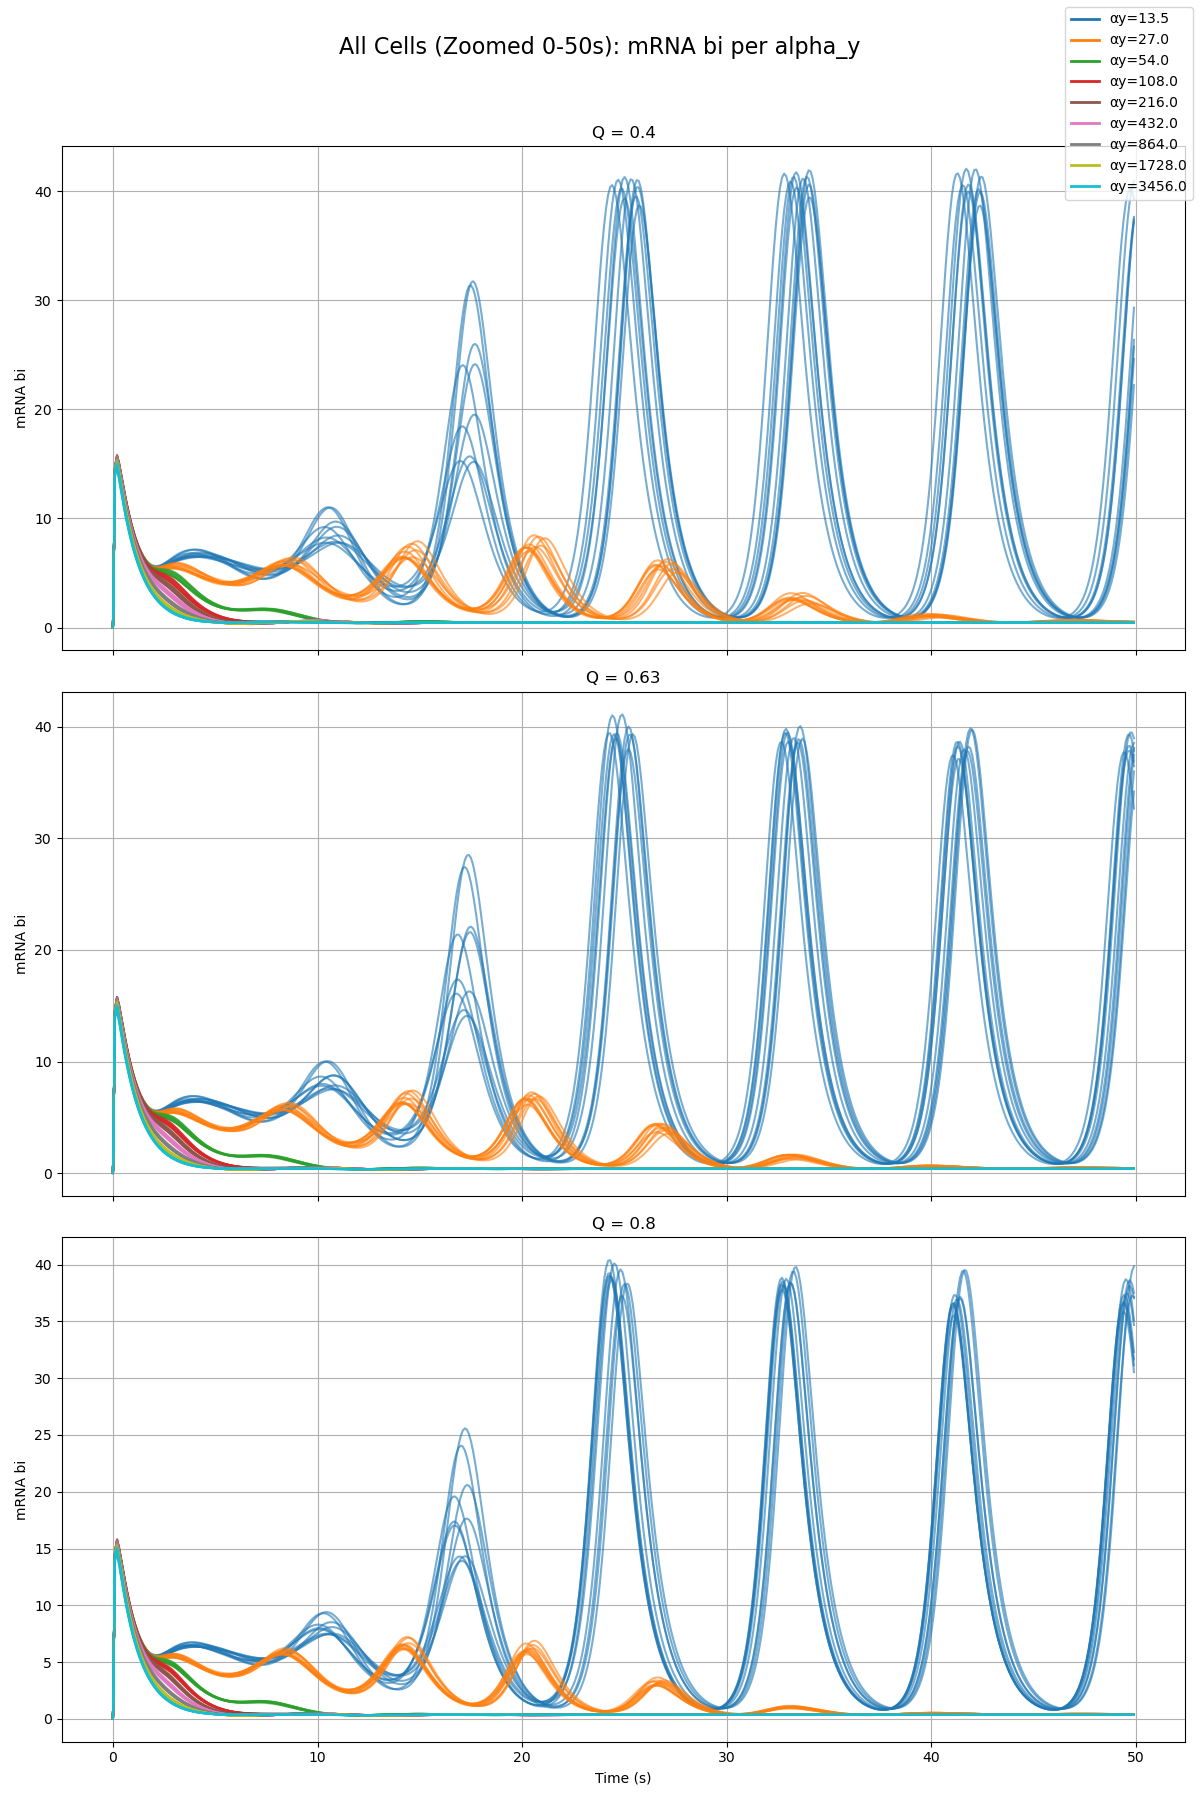 All Cells (Zoomed 0-50s): mRNA bi per alpha_y
αy=13.5
αy=27.0
αy=54.0
αy=108.0
αy=216.0
αy=432.0
αy=864.0
αy=1728.0
αy=3456.0
Q = 0.4
40
30
20
10
0
mRNA bi
Q = 0.63
40
30
20
10
0
mRNA bi
Q = 0.8
40
35
30
25
20
15
10
5
0
mRNA bi
0 10 20 30 40 50
Time (s)